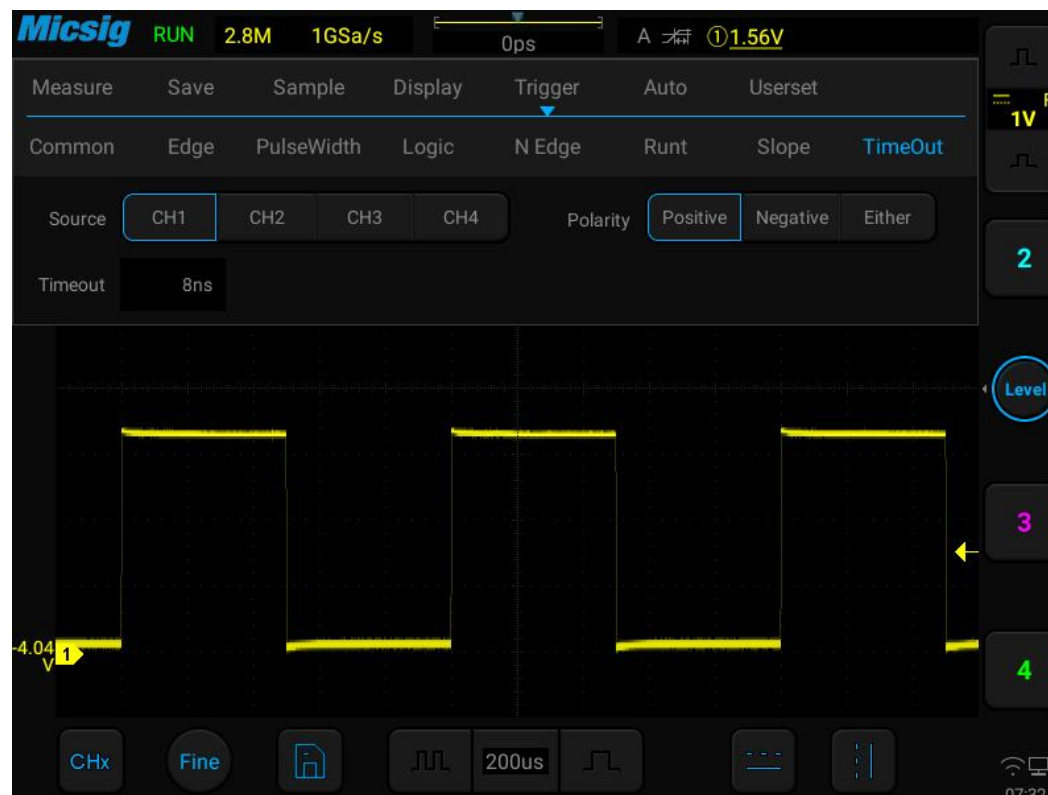 Micsig RUN 2.8M 1GSa/s 0ps A ①1.56V
Measure Save Sample Display Trigger Auto Userset
1V
Common Edge PulseWidth Logic N Edge Runt Slope TimeOut
Source CH1 CH2 CH3 CH4 Polarity Positive Negative Either
2
Timeout 8ns
Level
3
-4.04
V
1
4
CHx Fine 200us
07:32